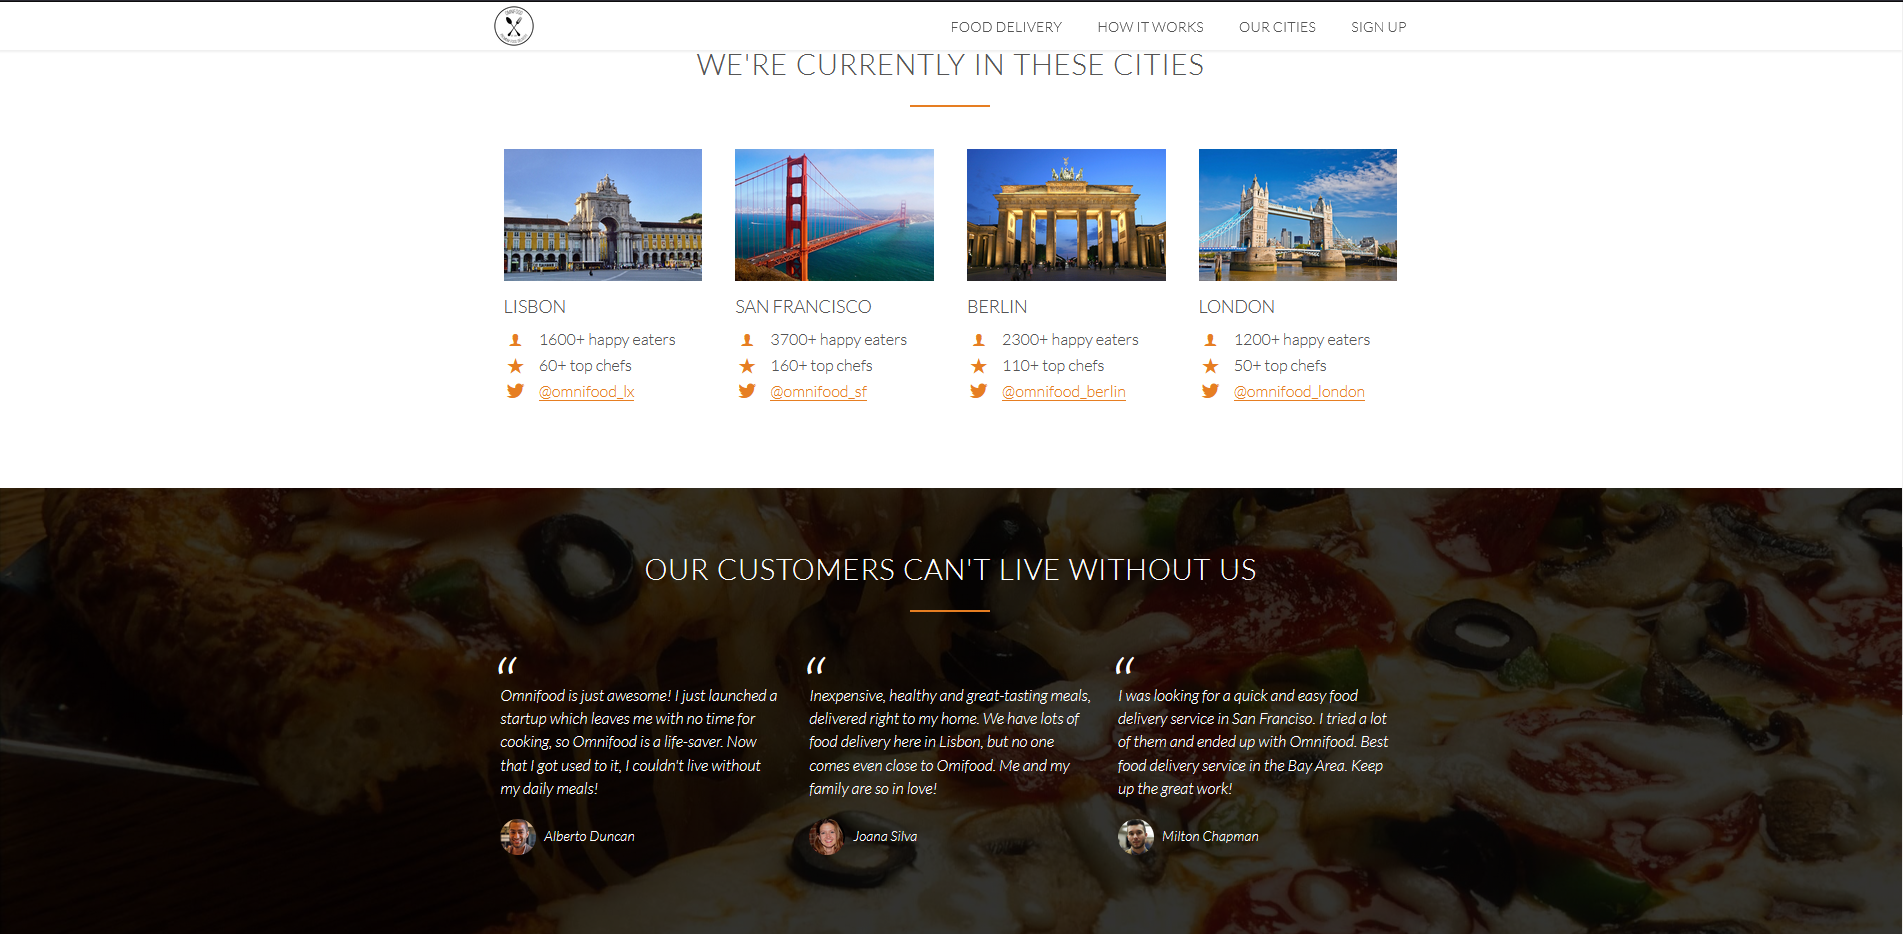 OMNIFOOD
FOOD DELIVERY HOW IT WORKS OUR CITIES SIGN UP
WE'RE CURRENTLY IN THESE CITIES
LISBON
1600+ happy eaters
60+ top chefs
@omnifood_lx
SAN FRANCISCO
3700+ happy eaters
160+ top chefs
@omnifood_sf
BERLIN
2300+ happy eaters
110+ top chefs
@omnifood_berlin
LONDON
1200+ happy eaters
50+ top chefs
@omnifood_london
OUR CUSTOMERS CAN'T LIVE WITHOUT US
“
Omnifood is just awesome! I just launched a
startup which leaves me with no time for
cooking, so Omnifood is a life-saver. Now
that I got used to it, I couldn't live without
my daily meals!
Alberto Duncan
“
Inexpensive, healthy and great-tasting meals,
delivered right to my home. We have lots of
food delivery here in Lisbon, but no one
comes even close to Omifood. Me and my
family are so in love!
Joana Silva
“
I was looking for a quick and easy food
delivery service in San Franciso. I tried a lot
of them and ended up with Omnifood. Best
food delivery service in the Bay Area. Keep
up the great work!
Milton Chapman